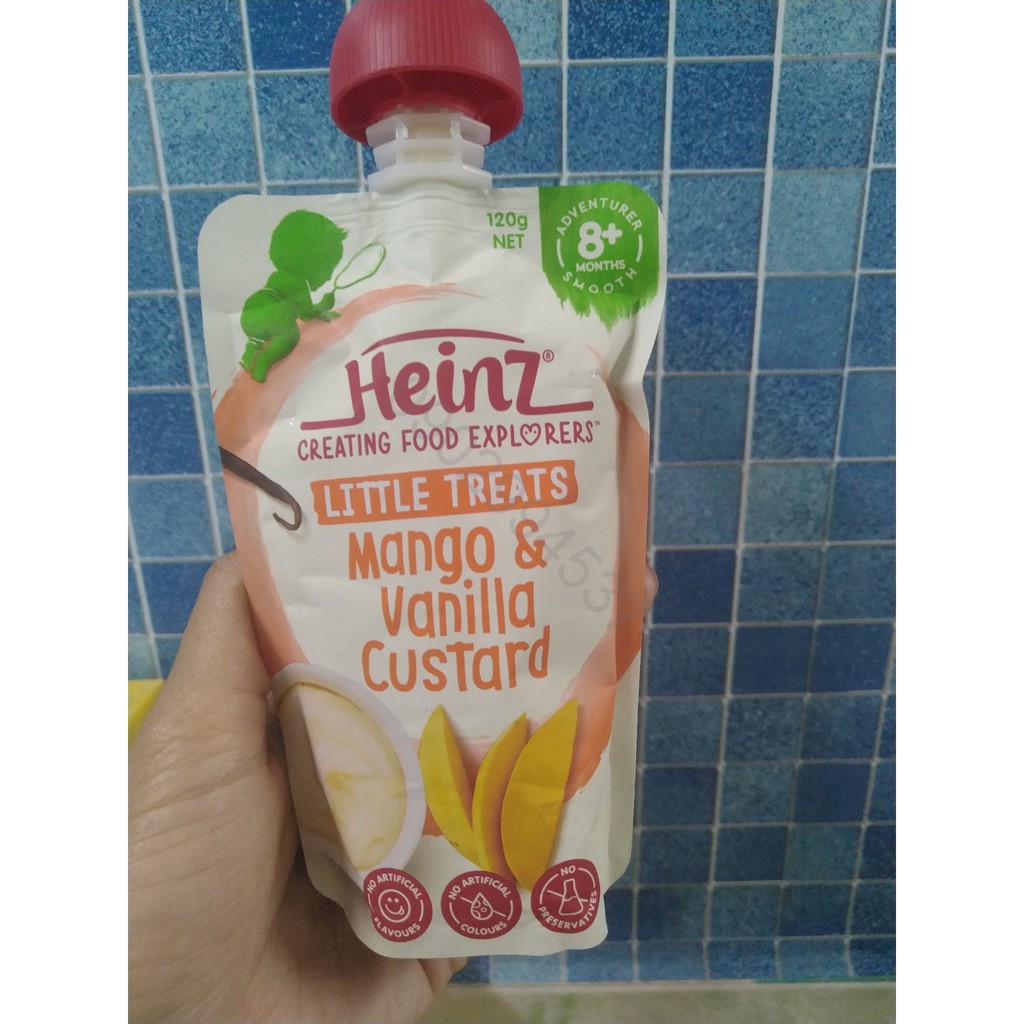 120g
NET
ADVENTURER
8+
MONTHS
SMOOTH
Heinz®
CREATING FOOD EXPLORERS™
LITTLE TREATS
Mango &
Vanilla
Custard
NO ARTIFICIAL
FLAVOURS
NO ARTIFICIAL
COLOURS
NO
PRESERVATIVES